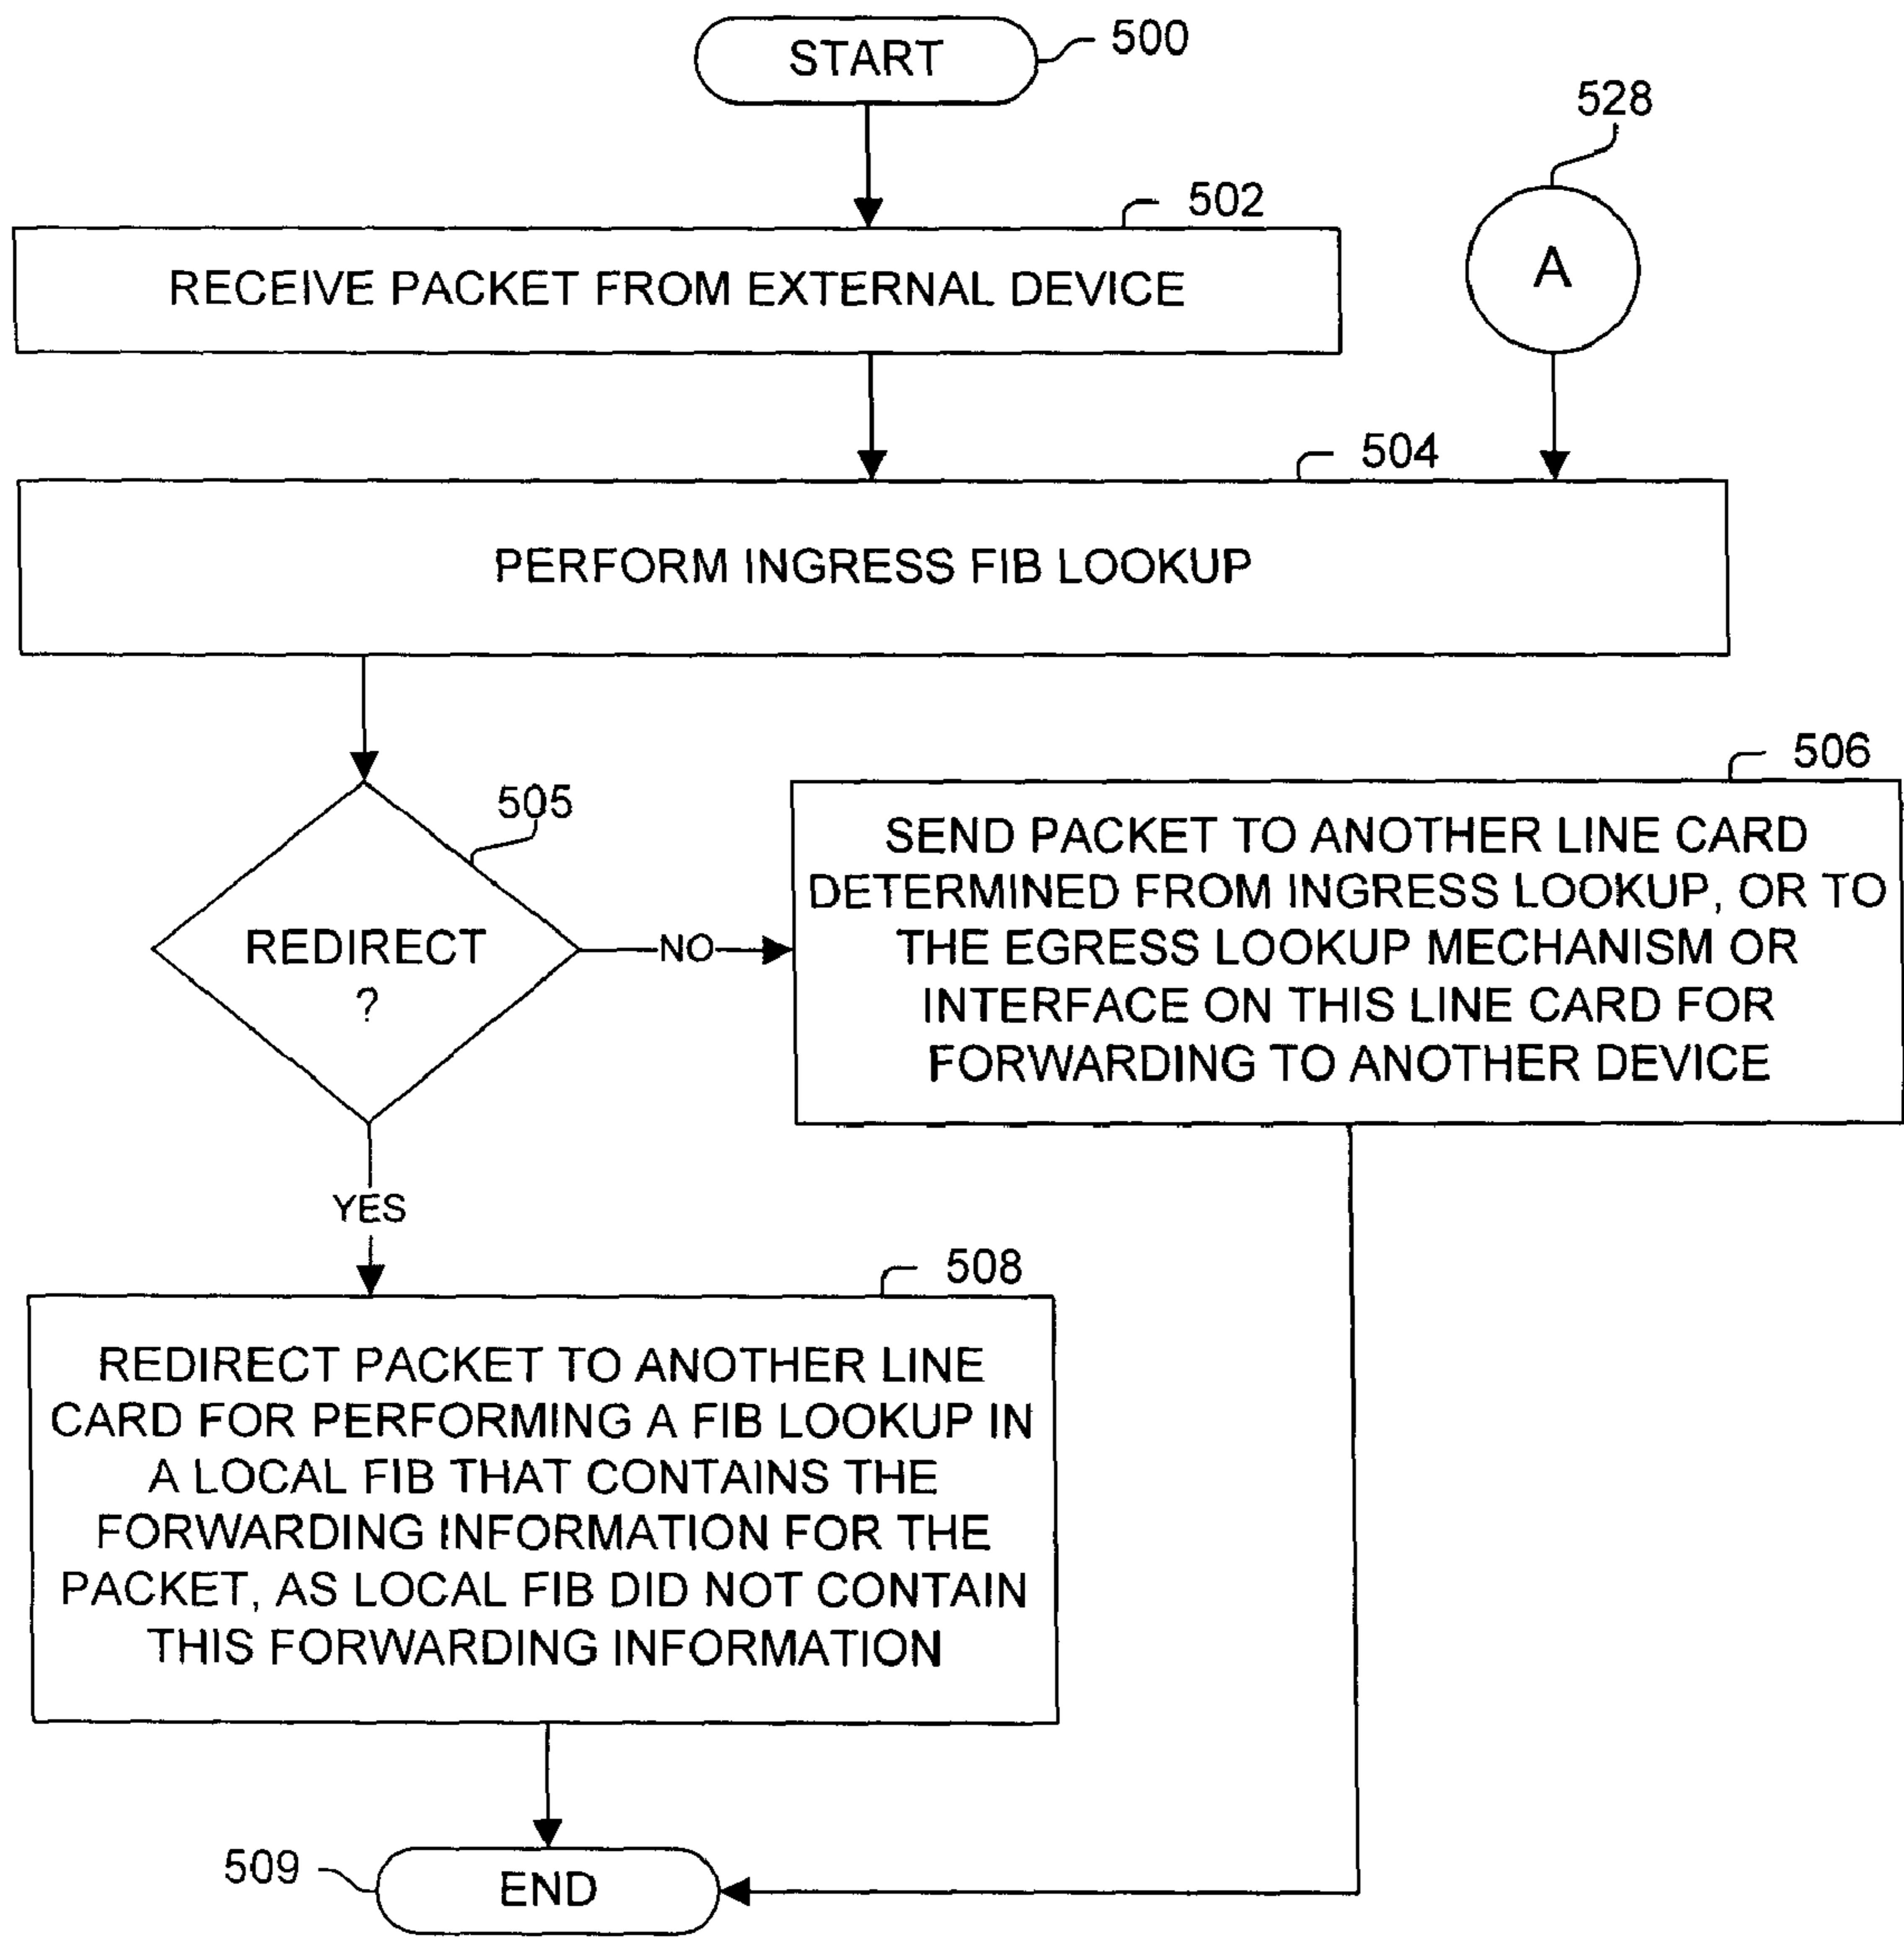 START
500
528
A
502
RECEIVE PACKET FROM EXTERNAL DEVICE
504
PERFORM INGRESS FIB LOOKUP
505
REDIRECT
?
NO
506
SEND PACKET TO ANOTHER LINE CARD
DETERMINED FROM INGRESS LOOKUP, OR TO
THE EGRESS LOOKUP MECHANISM OR
INTERFACE ON THIS LINE CARD FOR
FORWARDING TO ANOTHER DEVICE
YES
508
REDIRECT PACKET TO ANOTHER LINE
CARD FOR PERFORMING A FIB LOOKUP IN
A LOCAL FIB THAT CONTAINS THE
FORWARDING INFORMATION FOR THE
PACKET, AS LOCAL FIB DID NOT CONTAIN
THIS FORWARDING INFORMATION
509
END